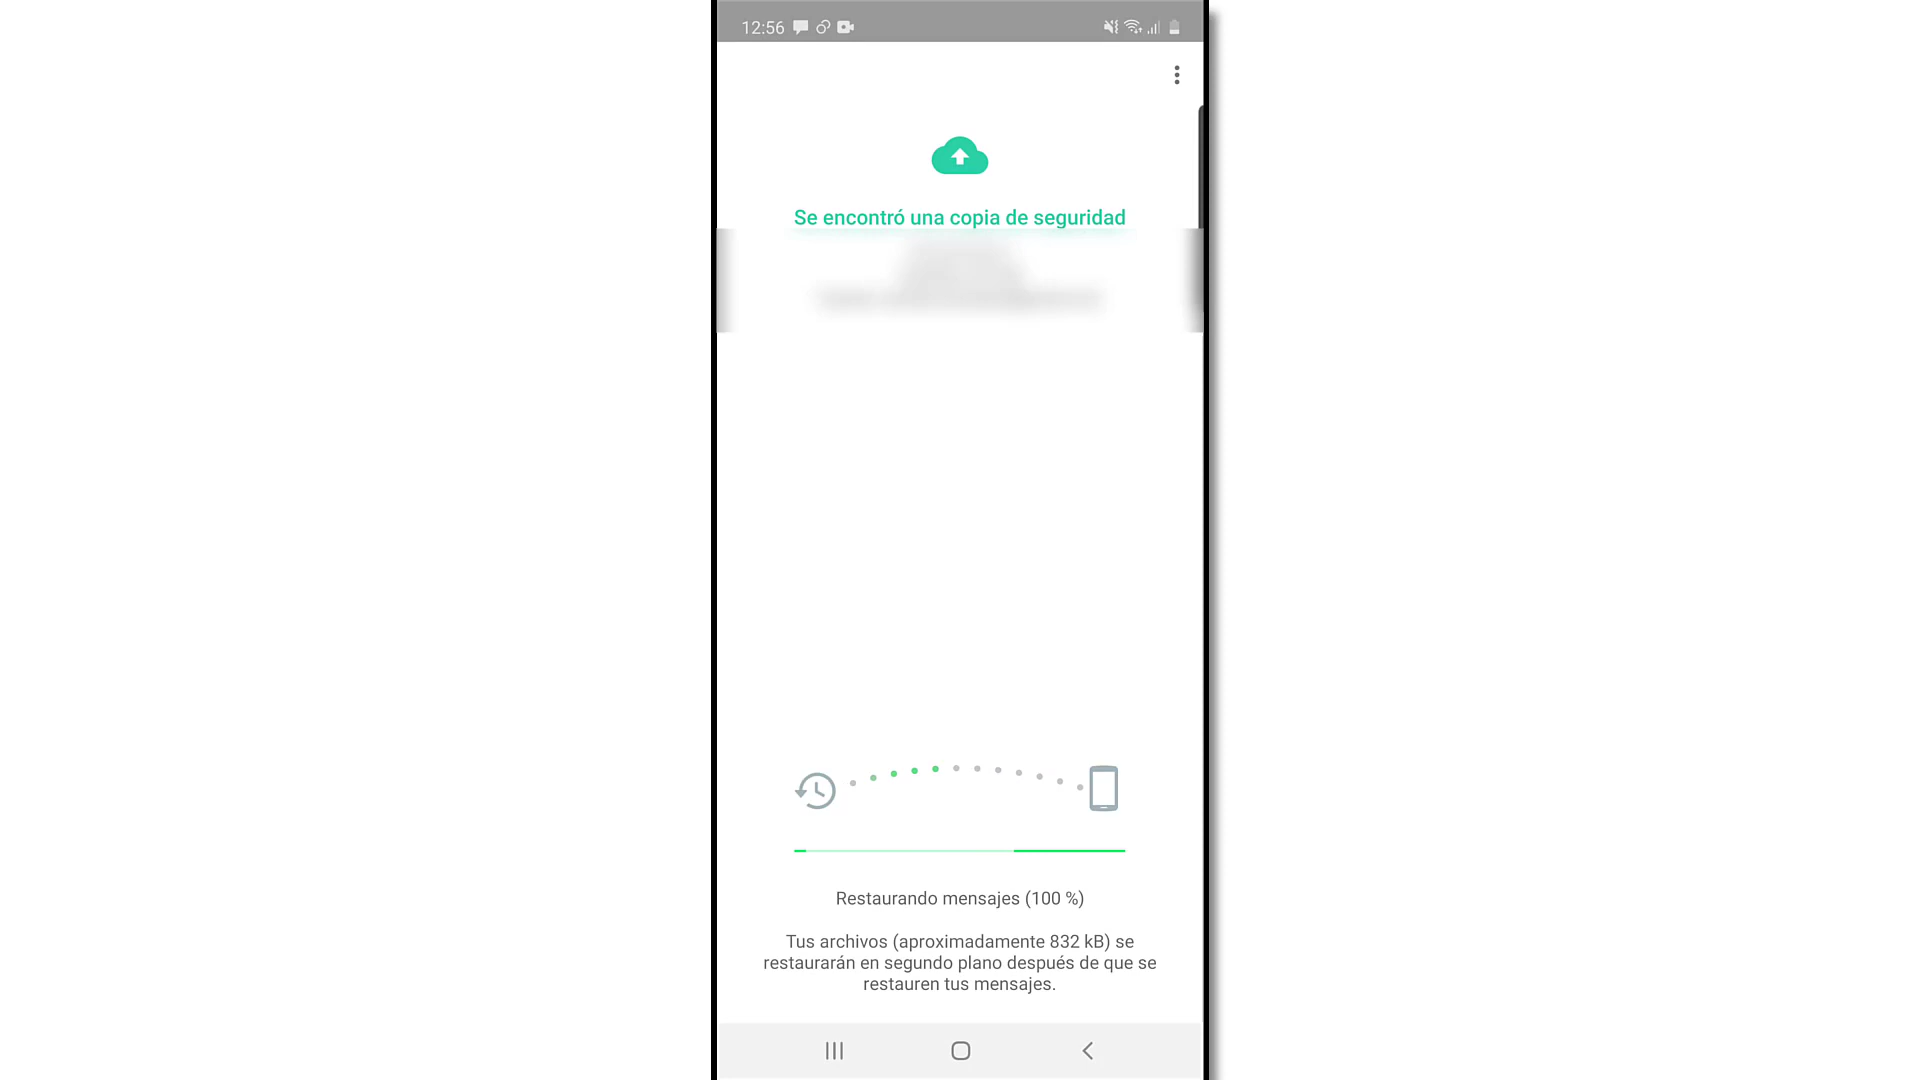 12:56
Se encontró una copia de seguridad
Restaurando mensajes (100 %)
Tus archivos (aproximadamente 832 kB) se
restaurarán en segundo plano después de que se
restauren tus mensajes.